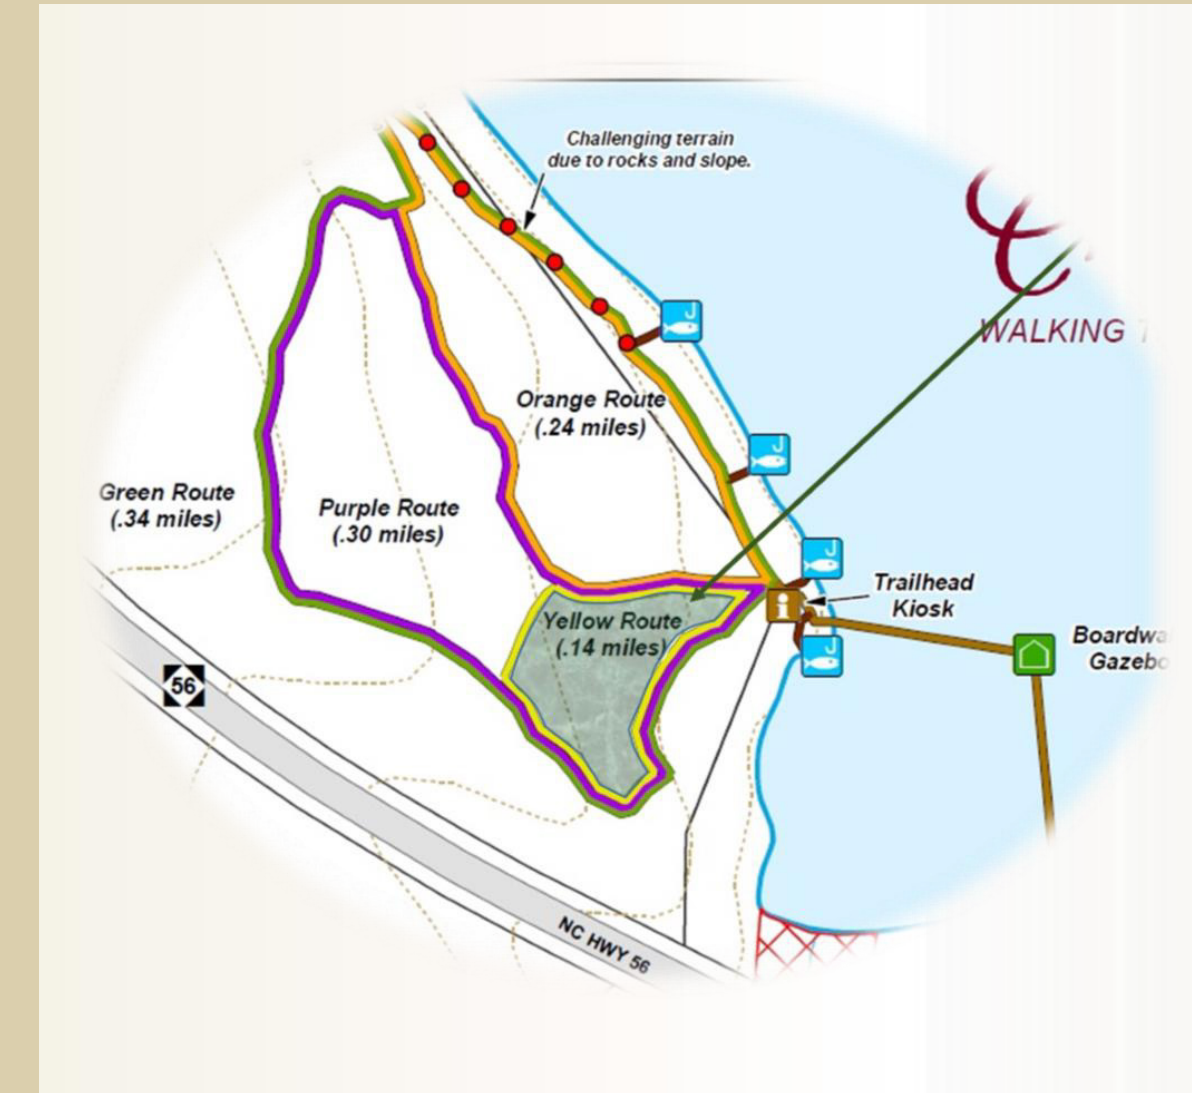 Challenging terrain
due to rocks and slope.
WALKING
Orange Route
(.24 miles)
Green Route
(.34 miles)
Purple Route
(.30 miles)
Trailhead
Kiosk
Yellow Route
(.14 miles)
i
56
NC HWY 56